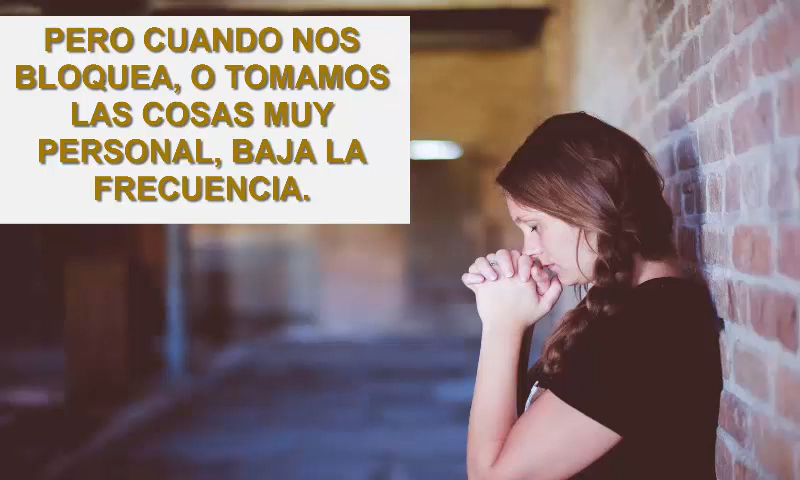 PERO CUANDO NOS
BLOQUEA, O TOMAMOS
LAS COSAS MUY
PERSONAL, BAJA LA
FRECUENCIA.